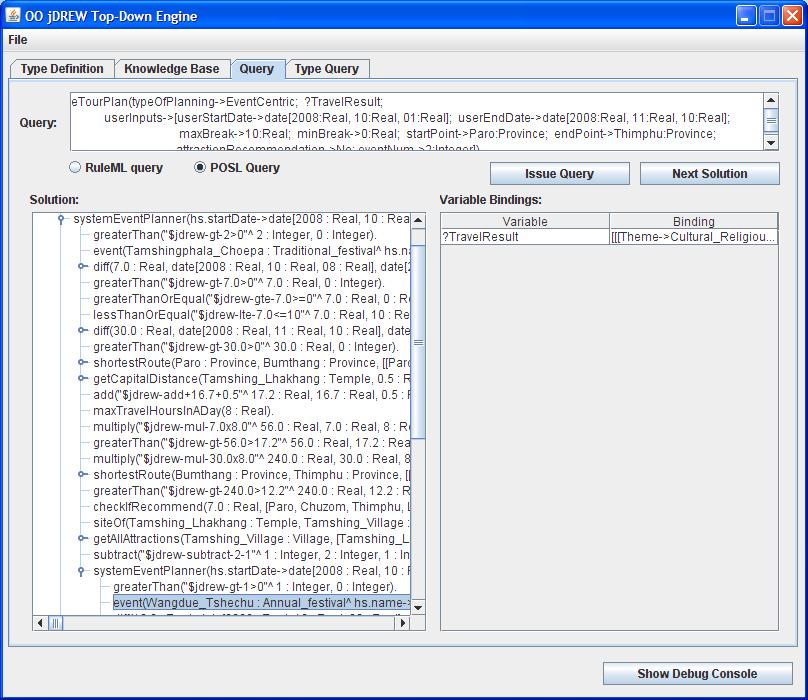 OO jDREW Top-Down Engine
File
Type Definition Knowledge Base Query Type Query
eTourPlan(typeOfPlanning->EventCentric; ?TravelResult;
Query: userInputs->[userStartDate->date[2008:Real, 10:Real, 01:Real]; userEndDate->date[2008:Real, 11:Real, 10:Real];
maxBreak->10:Real; minBreak->0:Real; startPoint->Paro:Province; endPoint->Thimphu:Province;
attractionRecommendation->No; eventNum->2:Integer])
RuleML query POSL Query Issue Query Next Solution
Solution: Variable Bindings:
systemEventPlanner(hs.startDate->date[2008 : Real, 10 : Rea Variable Binding
greaterThan("$jdrew-gt-2>0"^ 2 : Integer, 0 : Integer). ?TravelResult [[[Theme->Cultural_Religiou...
event(Tamshingphala_Choepa : Traditional_festival^ hs.n
diff(7.0 : Real, date[2008 : Real, 10 : Real, 08 : Real], date[2
greaterThan("$jdrew-gt-7.0>0"^ 7.0 : Real, 0 : Integer).
greaterThanOrEqual("$jdrew-gte-7.0>=0"^ 7.0 : Real, 0 : R
lessThanOrEqual("$jdrew-lte-7.0<=10"^ 7.0 : Real, 10 : Rea
diff(30.0 : Real, date[2008 : Real, 11 : Real, 10 : Real], date
greaterThan("$jdrew-gt-30.0>0"^ 30.0 : Real, 0 : Integer).
shortestRoute(Paro : Province, Bumthang : Province, [[Paro
getCapitalDistance(Tamshing_Lhakhang : Temple, 0.5 : R
add("$jdrew-add+16.7+0.5"^ 17.2 : Real, 16.7 : Real, 0.5 : F
maxTravelHoursInADay(8 : Real).
multiply("$jdrew-mul-7.0x8.0"^ 56.0 : Real, 7.0 : Real, 8 : R
greaterThan("$jdrew-gt-56.0>17.2"^ 56.0 : Real, 17.2 : Rea
multiply("$jdrew-mul-30.0x8.0"^ 240.0 : Real, 30.0 : Real, 8
shortestRoute(Bumthang : Province, Thimphu : Province, [[
greaterThan("$jdrew-gt-240.0>12.2"^ 240.0 : Real, 12.2 : R
checkIfRecommend(7.0 : Real, [Paro, Chuzom, Thimphu, L
siteOf(Tamshing_Lhakhang : Temple, Tamshing_Village :
getAllAttractions(Tamshing_Village : Village, [Tamshing_L
subtract("$jdrew-subtract-2-1"^ 1 : Integer, 2 : Integer, 1 : In
systemEventPlanner(hs.startDate->date[2008 : Real, 10 : F
greaterThan("$jdrew-gt-1>0"^ 1 : Integer, 0 : Integer).
event(Wangdue_Tshechu : Annual_festival^ hs.name->
Show Debug Console